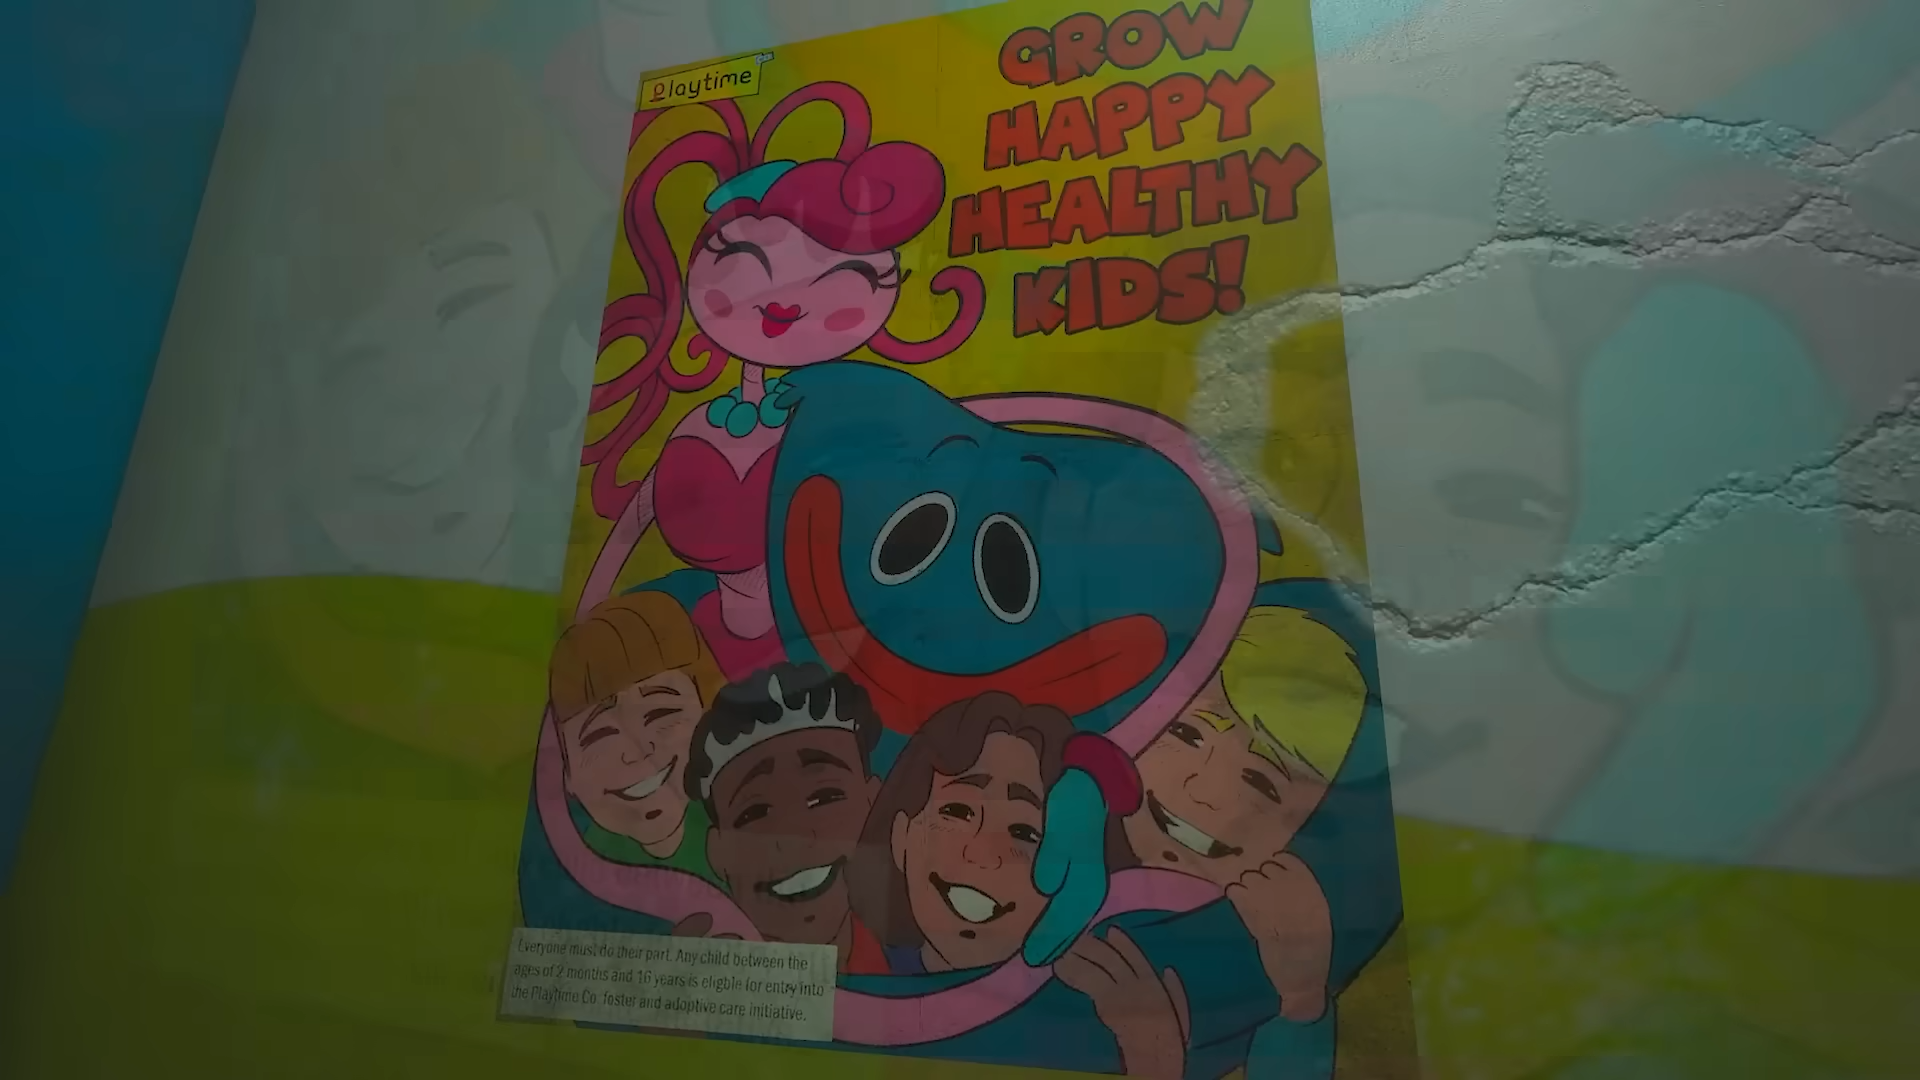 Playtime
Co.
GROW
HAPPY
HEALTHY
KIDS!
Everyone must do their part. Any child between the
ages of 2 months and 16 years is eligble for entry into
the Playtime Co. foster and adoptive care initiative.